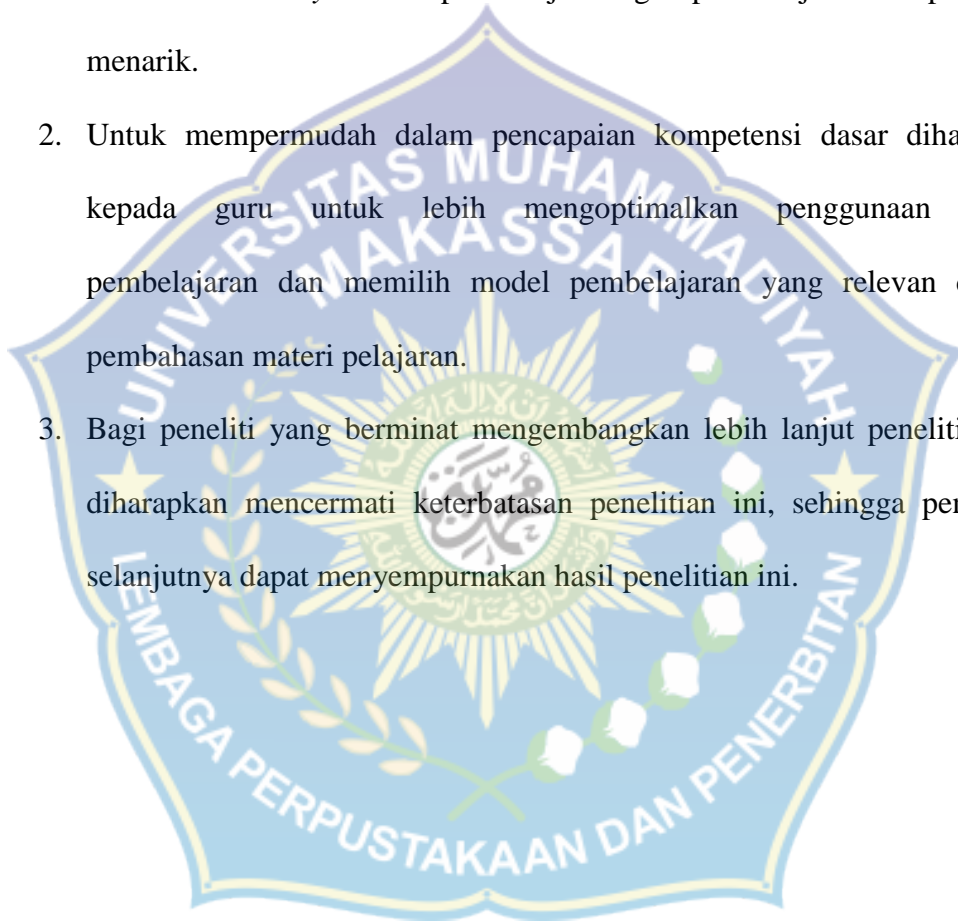 menarik.
2. Untuk mempermudah dalam pencapaian kompetensi dasar diha
kepada guru untuk lebih mengoptimalkan penggunaan
pembelajaran dan memilih model pembelajaran yang relevan
pembahasan materi pelajaran.
3. Bagi peneliti yang berminat mengembangkan lebih lanjut peneliti
diharapkan mencermati keterbatasan penelitian ini, sehingga
selanjutnya dapat menyempurnakan hasil penelitian ini.
UNIVERSITAS MUHAMMADIYAH
MAKASSAR
LEMBAGA PERPUSTAKAAN DAN PENERBITAN